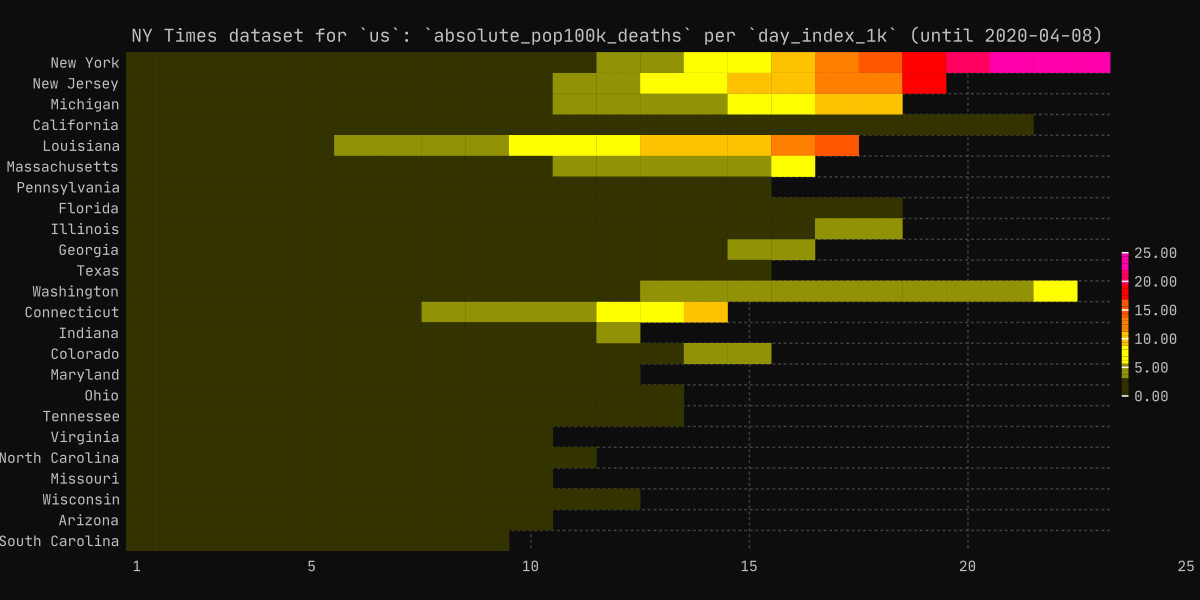 NY Times dataset for `us`: `absolute_pop100k_deaths` per `day_index_1k` (until 2020-04-08)
New York
New Jersey
Michigan
California
Louisiana
Massachusetts
Pennsylvania
Florida
Illinois
Georgia
Texas
Washington
Connecticut
Indiana
Colorado
Maryland
Ohio
Tennessee
Virginia
North Carolina
Missouri
Wisconsin
Arizona
South Carolina
25.00
20.00
15.00
10.00
5.00
0.00
1 5 10 15 20 25